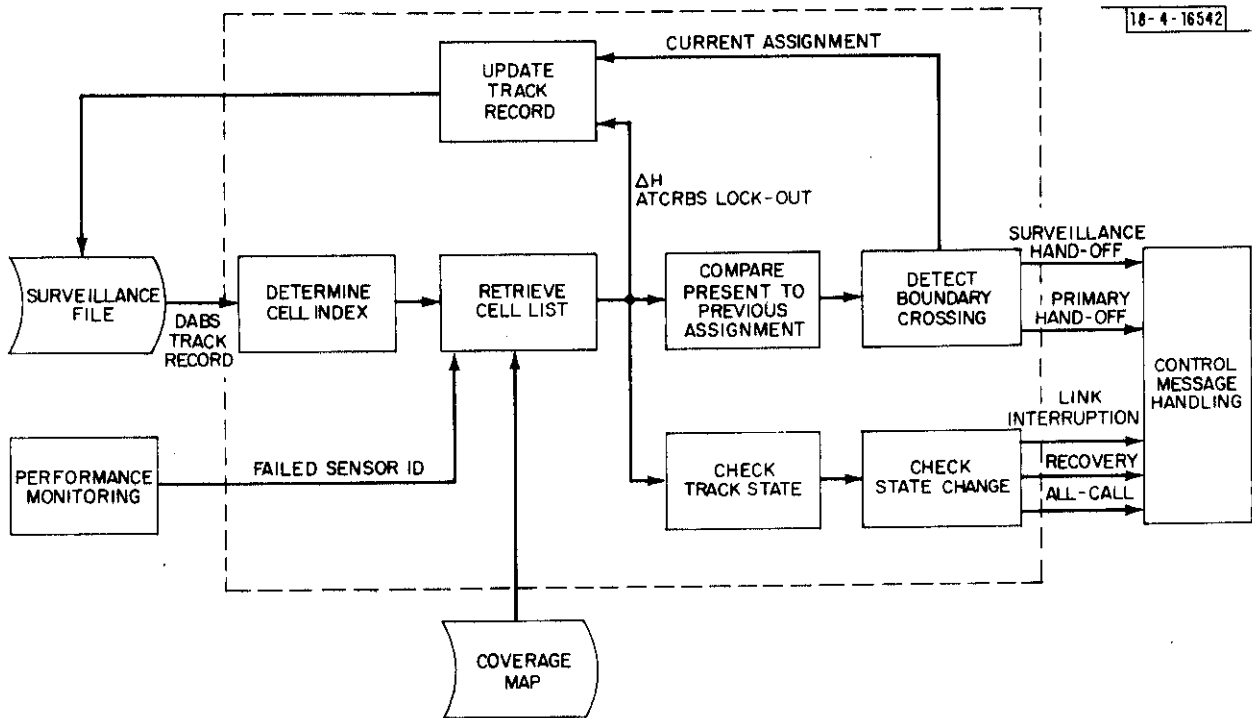 18-4-16542
CURRENT ASSIGNMENT
UPDATE
TRACK
RECORD
ΔH
ATCRBS LOCK-OUT
SURVEILLANCE
HAND-OFF
SURVEILLANCE
FILE
DABS
TRACK
RECORD
DETERMINE
CELL INDEX
RETRIEVE
CELL LIST
COMPARE
PRESENT TO
PREVIOUS
ASSIGNMENT
DETECT
BOUNDARY
CROSSING
PRIMARY
HAND-OFF
CONTROL
MESSAGE
HANDLING
LINK
INTERRUPTION
PERFORMANCE
MONITORING
FAILED SENSOR ID
CHECK
TRACK STATE
CHECK
STATE CHANGE
RECOVERY
ALL-CALL
COVERAGE
MAP